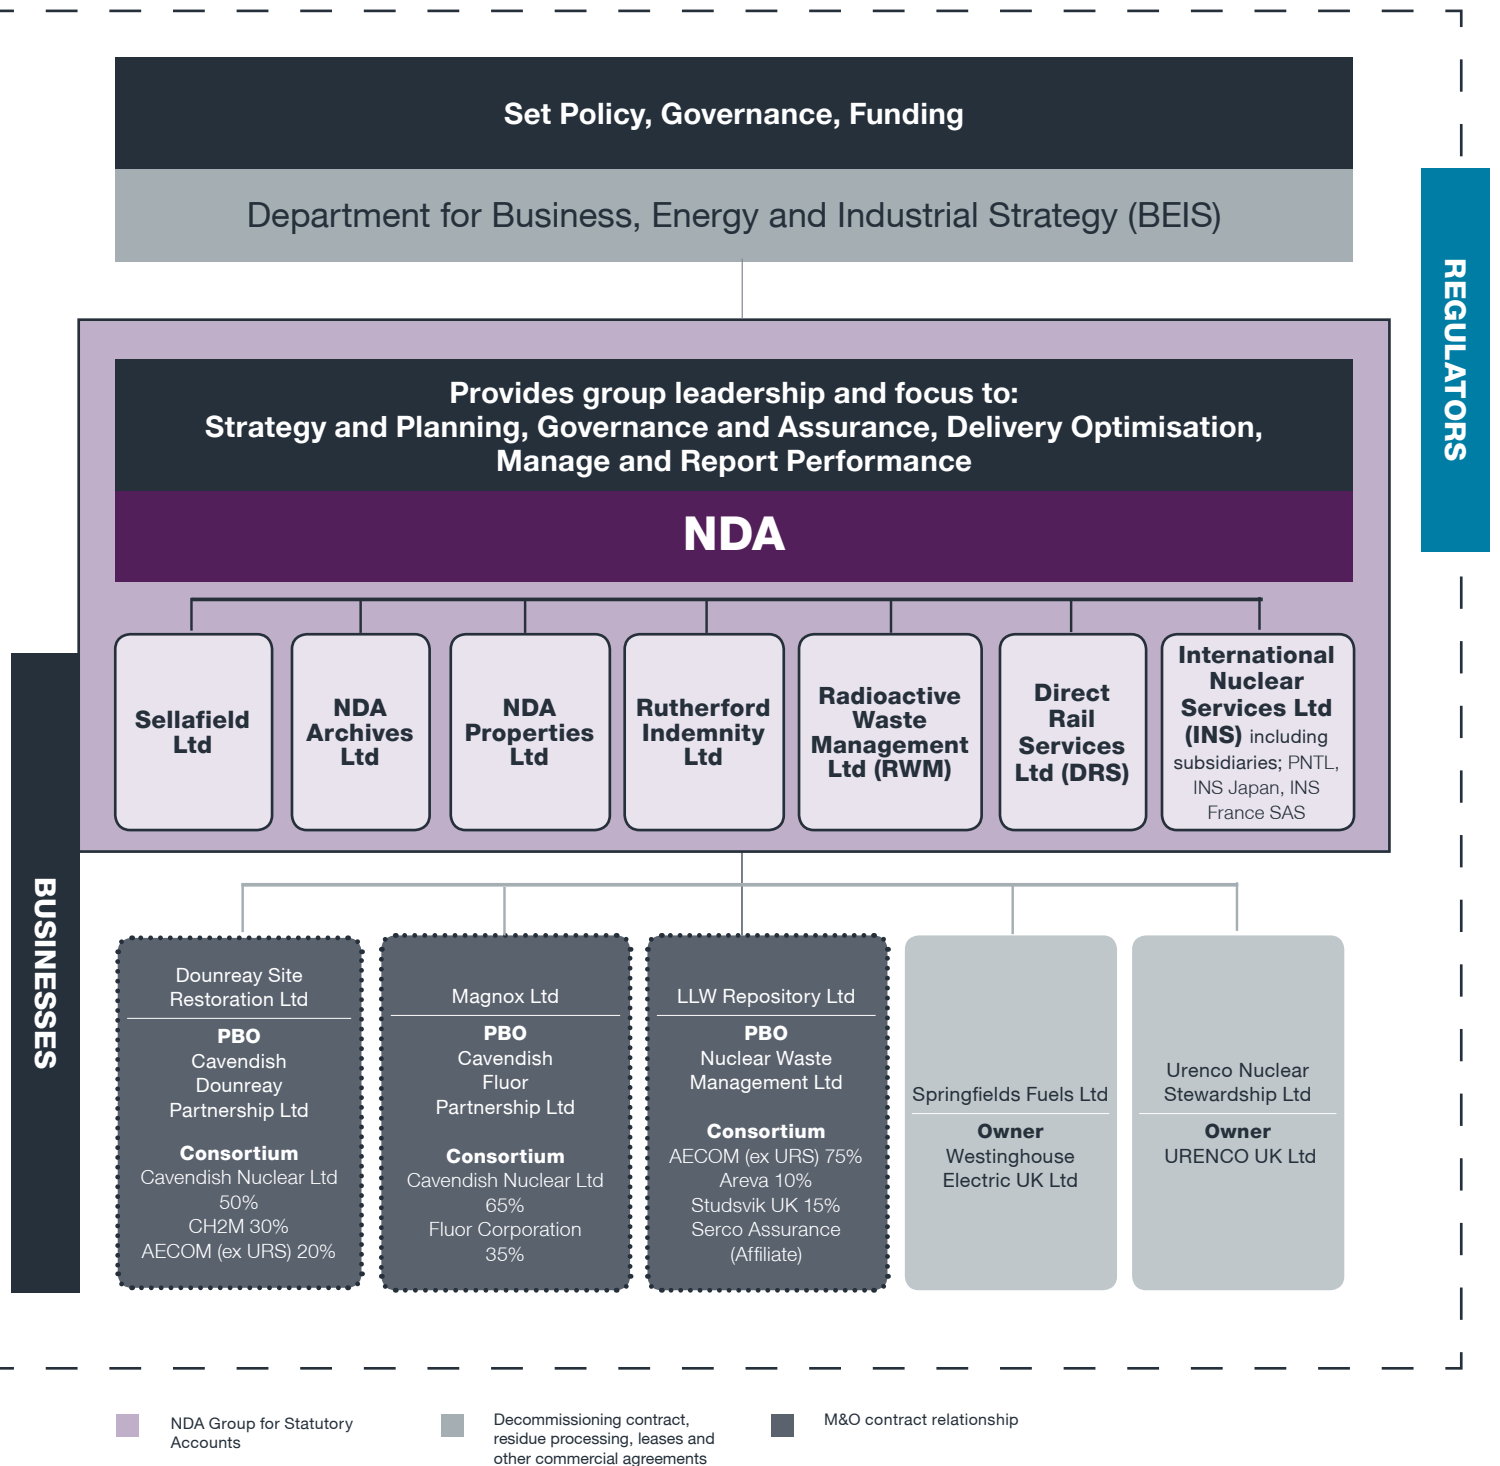 Set Policy, Governance, Funding
Department for Business, Energy and Industrial Strategy (BEIS)
REGULATORS
Provides group leadership and focus to:
Strategy and Planning, Governance and Assurance, Delivery Optimisation,
Manage and Report Performance
NDA
Sellafield
Ltd
NDA
Archives
Ltd
NDA
Properties
Ltd
Rutherford
Indemnity
Ltd
Radioactive
Waste
Management
Ltd (RWM)
Direct
Rail
Services
Ltd (DRS)
International
Nuclear
Services Ltd
(INS) including
subsidiaries; PNTL,
INS Japan, INS
France SAS
BUSINESSES
Dounreay Site
Restoration Ltd
PBO
Cavendish
Dounreay
Partnership Ltd
Consortium
Cavendish Nuclear Ltd
50%
CH2M 30%
AECOM (ex URS) 20%
Magnox Ltd
PBO
Cavendish
Fluor
Partnership Ltd
Consortium
Cavendish Nuclear Ltd
65%
Fluor Corporation
35%
LLW Repository Ltd
PBO
Nuclear Waste
Management Ltd
Consortium
AECOM (ex URS) 75%
Areva 10%
Studsvik UK 15%
Serco Assurance
(Affiliate)
Springfields Fuels Ltd
Owner
Westinghouse
Electric UK Ltd
Urenco Nuclear
Stewardship Ltd
Owner
URENCO UK Ltd
NDA Group for Statutory
Accounts
Decommissioning contract,
residue processing, leases and
other commercial agreements
M&O contract relationship